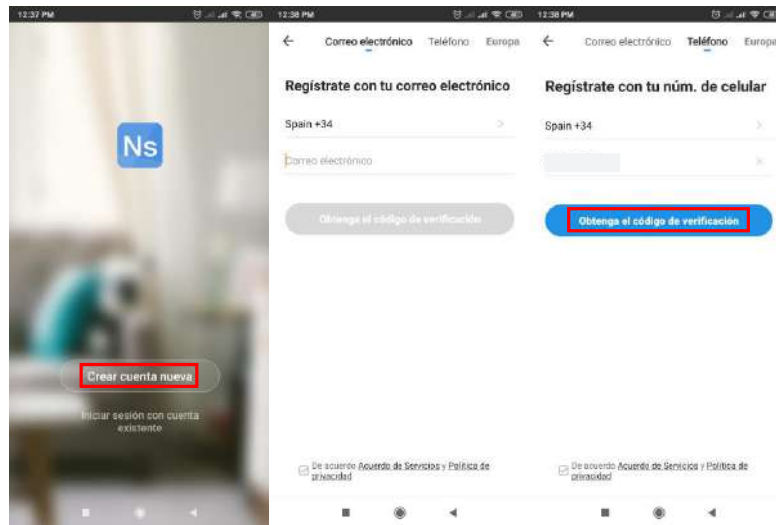 12:37 PM
Ns
Crear cuenta nueva
Iniciar sesión con cuenta
existente
12:38 PM
Correo electrónico Teléfono Europa
Regístrate con tu correo electrónico
Spain +34
Correo electrónico
Obtenga el código de verificación
De acuerdo Acuerdo de Servicios y Política de
privacidad
12:38 PM
Correo electrónico Teléfono Europa
Regístrate con tu núm. de celular
Spain +34
Obtenga el código de verificación
De acuerdo Acuerdo de Servicios y Política de
privacidad